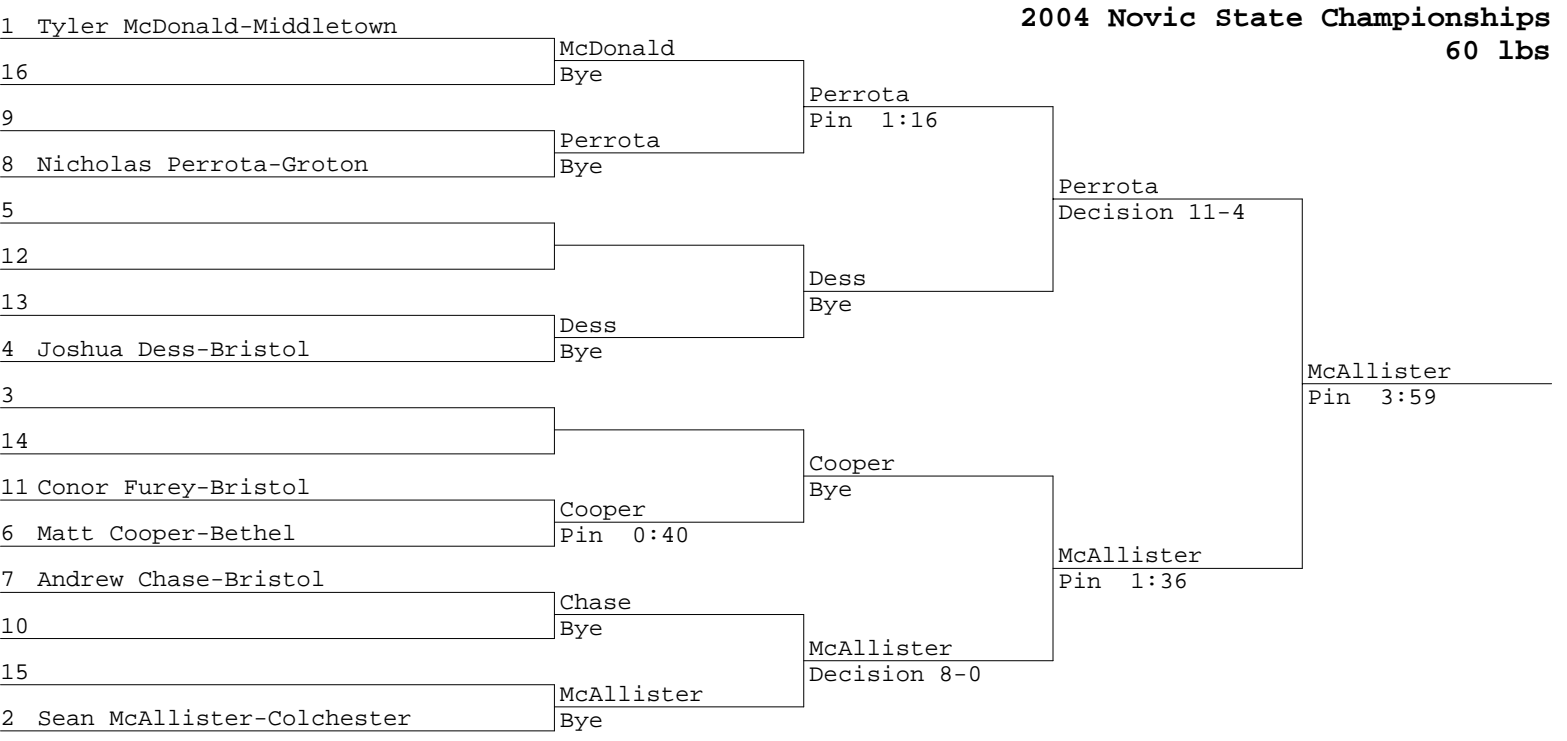 2004 Novic State Championships
60 lbs
1 Tyler McDonald-Middletown
16
9
8 Nicholas Perrota-Groton
5
12
13
4 Joshua Dess-Bristol
3
14
11 Conor Furey-Bristol
6 Matt Cooper-Bethel
7 Andrew Chase-Bristol
10
15
2 Sean McAllister-Colchester
McDonald
Bye
Perrota
Bye
Dess
Bye
Cooper
Pin 0:40
Chase
Bye
McAllister
Bye
Perrota
Pin 1:16
Dess
Bye
Cooper
Bye
McAllister
Decision 8-0
Perrota
Decision 11-4
McAllister
Pin 1:36
McAllister
Pin 3:59